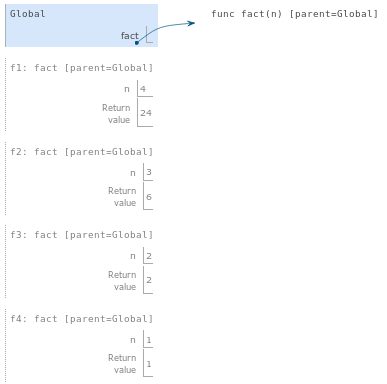 Global
func fact(n) [parent=Global]
fact
f1: fact [parent=Global]
n 4
Return
value 24
f2: fact [parent=Global]
n 3
Return
value 6
f3: fact [parent=Global]
n 2
Return
value 2
f4: fact [parent=Global]
n 1
Return
value 1